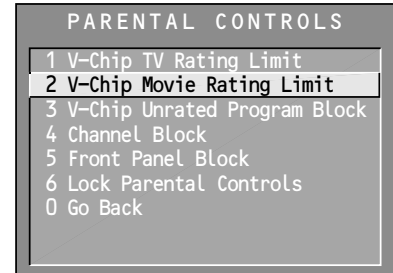 PARENTAL CONTROLS
1 V-Chip TV Rating Limit
2 V-Chip Movie Rating Limit
3 V-Chip Unrated Program Block
4 Channel Block
5 Front Panel Block
6 Lock Parental Controls
0 Go Back